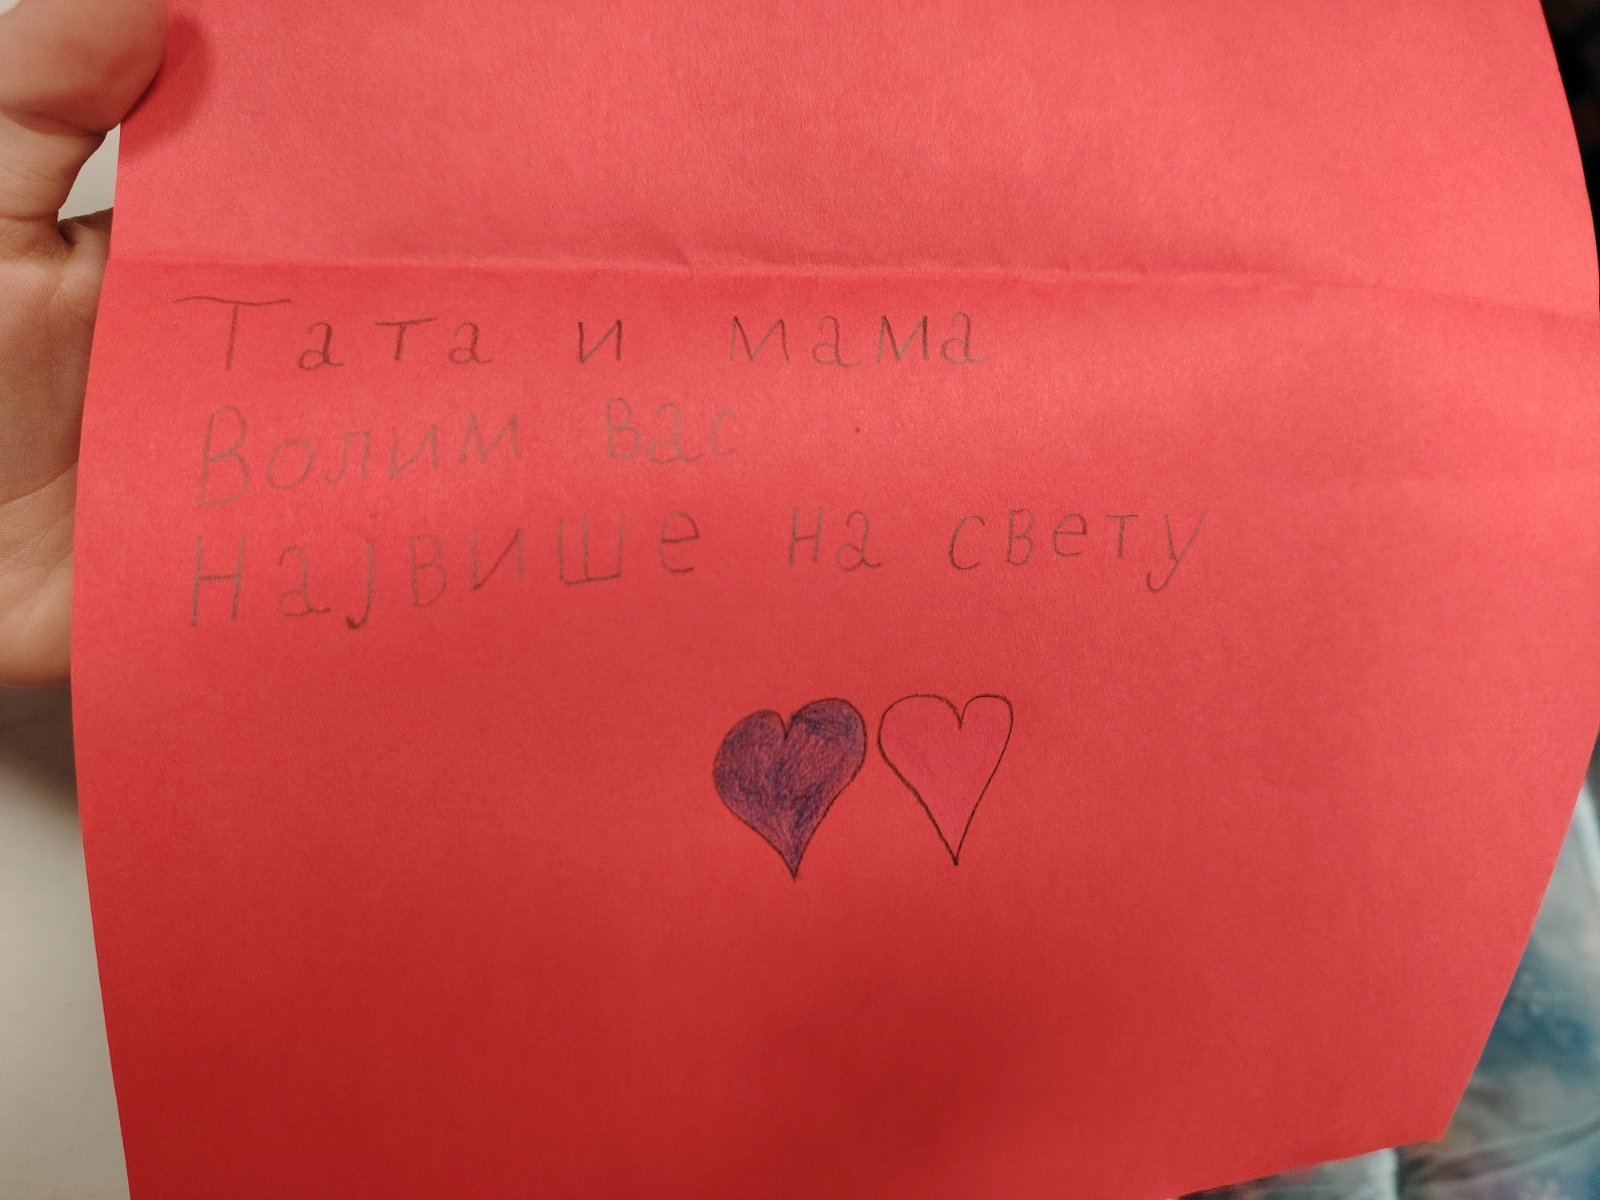 Тата и мама
Волим вас
Највише на свету